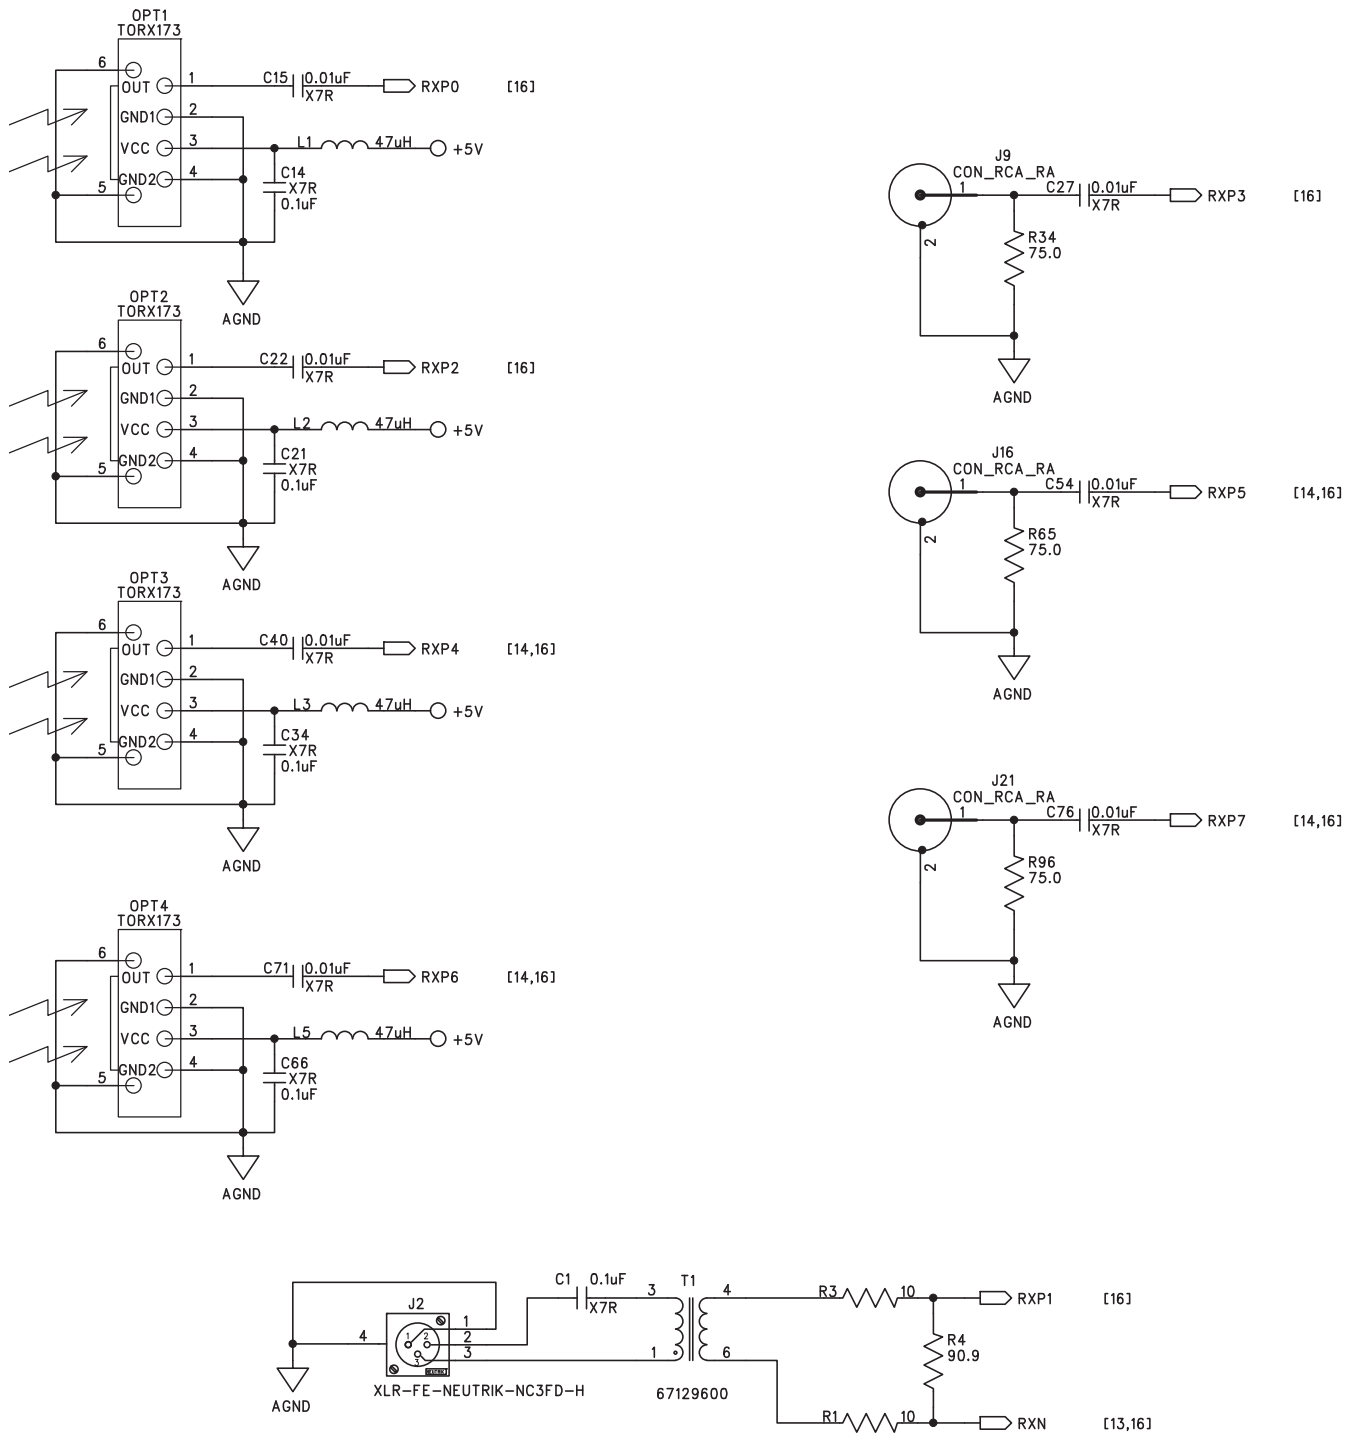 OPT1
TORX173
6
OUT
1
C15
0.01uF
X7R
RXP0
[16]
GND1
2
VCC
3
L1
47uH
+5V
GND2
4
5
C14
X7R
0.1uF
AGND
OPT2
TORX173
6
OUT
1
C22
0.01uF
X7R
RXP2
[16]
GND1
2
VCC
3
L2
47uH
+5V
GND2
4
5
C21
X7R
0.1uF
AGND
OPT3
TORX173
6
OUT
1
C40
0.01uF
X7R
RXP4
[14,16]
GND1
2
VCC
3
L3
47uH
+5V
GND2
4
5
C34
X7R
0.1uF
AGND
OPT4
TORX173
6
OUT
1
C71
0.01uF
X7R
RXP6
[14,16]
GND1
2
VCC
3
L5
47uH
+5V
GND2
4
5
C66
X7R
0.1uF
AGND
J9
CON_RCA_RA
1
C27
0.01uF
X7R
RXP3
[16]
2
R34
75.0
AGND
J16
CON_RCA_RA
1
C54
0.01uF
X7R
RXP5
[14,16]
2
R65
75.0
AGND
J21
CON_RCA_RA
1
C76
0.01uF
X7R
RXP7
[14,16]
2
R96
75.0
AGND
C1
0.1uF
X7R
3
T1
4
R3
10
RXP1
[16]
J2
1
4
1
2
2
3
3
1
6
R4
90.9
XLR-FE-NEUTRIK-NC3FD-H
67129600
AGND
R1
10
RXN
[13,16]